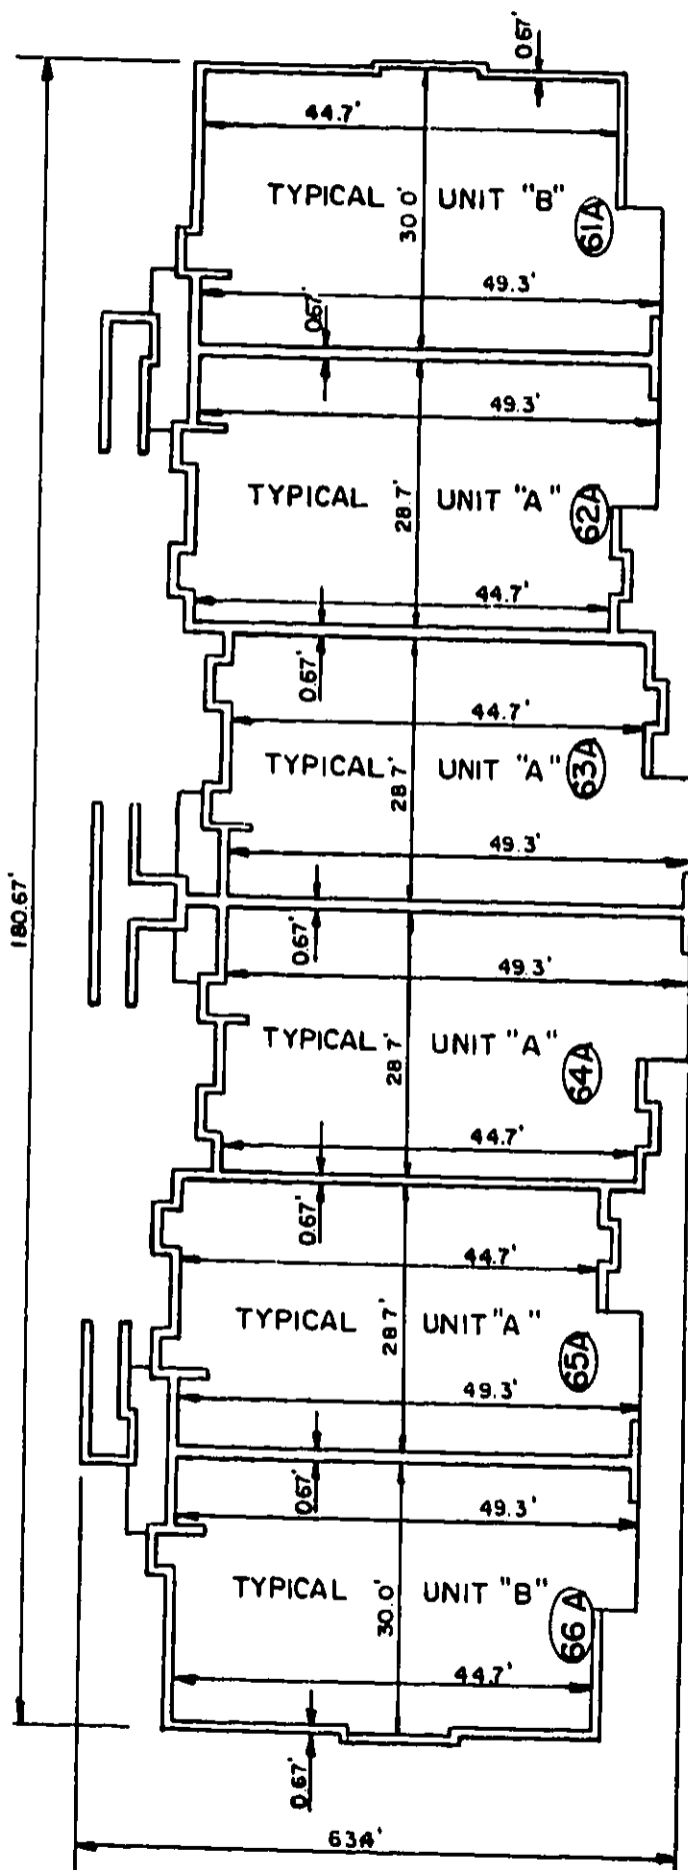 0.67'
44.7'
TYPICAL UNIT "B"
30.0'
61A
49.3'
0.67'
49.3'
TYPICAL UNIT "A"
28.7'
62A
44.7'
0.67'
44.7'
TYPICAL UNIT "A"
28.7'
63A
49.3'
180.67'
0.67'
49.3'
TYPICAL UNIT "A"
28.7'
64A
44.7'
0.67'
44.7'
TYPICAL UNIT "A"
28.7'
65A
49.3'
0.67'
49.3'
TYPICAL UNIT "B"
30.0'
66A
44.7'
0.67'
63.4'